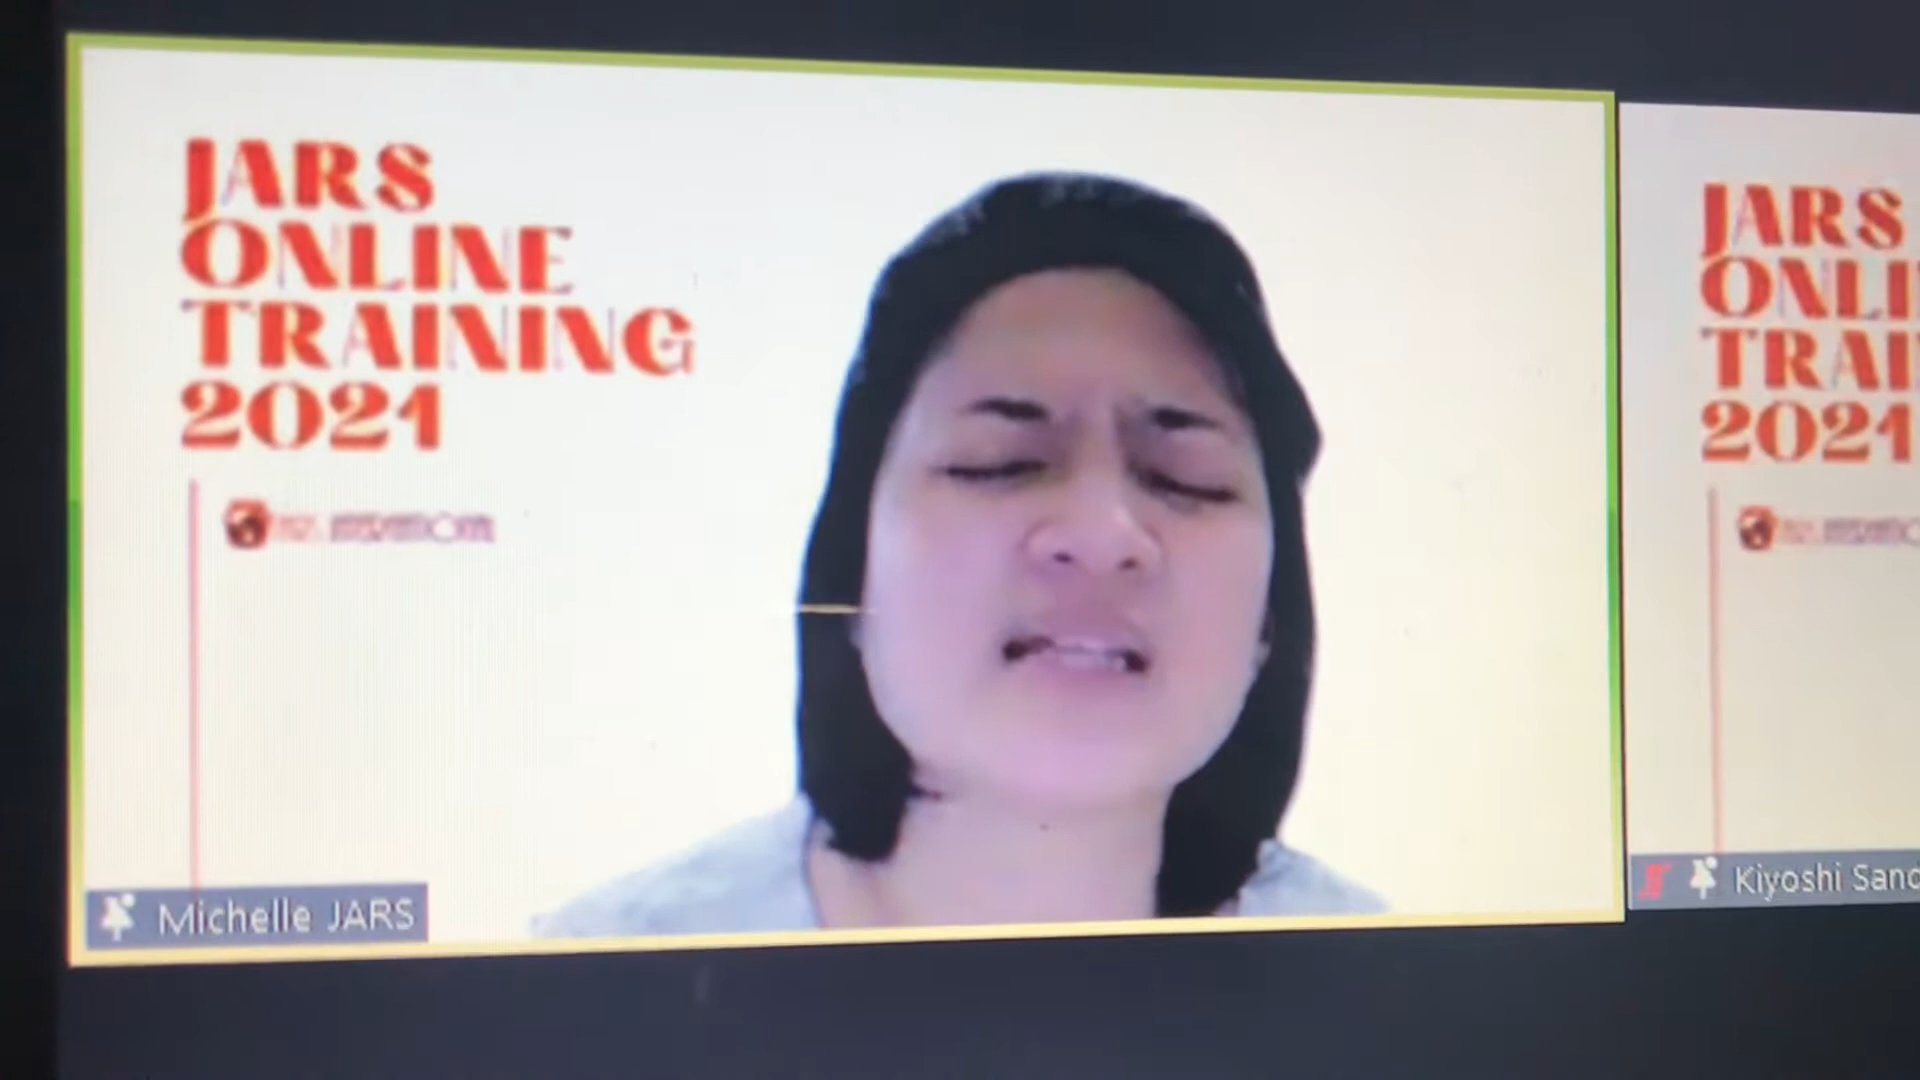 JARS
ONLINE
TRAINING
2021
Michelle JARS
JARS
ONLI
TRAI
2021
Kiyoshi Sand